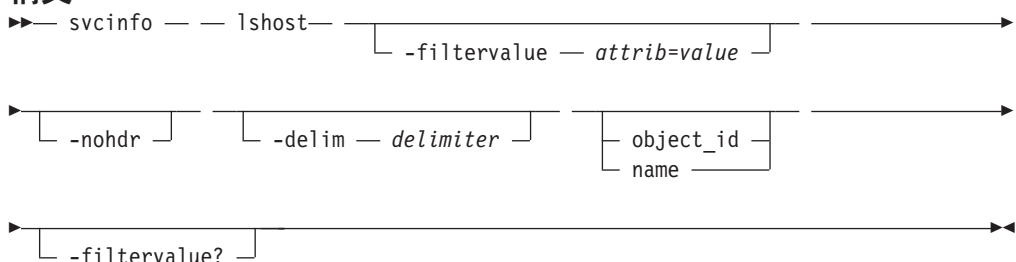 svcinfo lshost
-filtervalue attrib=value
-nohdr -delim delimiter object_id
name
-filtervalue?